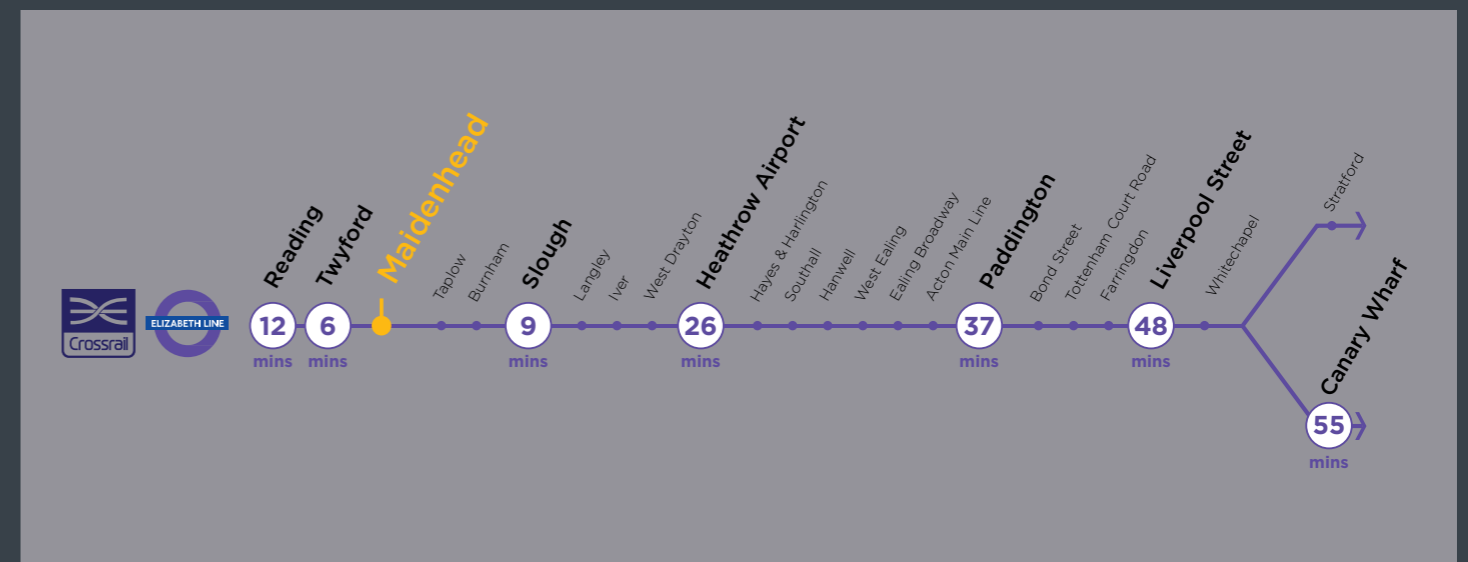 Crossrail
ELIZABETH LINE
Reading
12
mins
Twyford
6
mins
Maidenhead
Taplow
Burnham
Slough
9
mins
Langley
Iver
West Drayton
Heathrow Airport
26
mins
Hayes & Harlington
Southall
Hanwell
West Ealing
Ealing Broadway
Acton Main Line
Paddington
37
mins
Bond Street
Tottenham Court Road
Farringdon
Liverpool Street
48
mins
Whitechapel
Stratford
Canary Wharf
55
mins